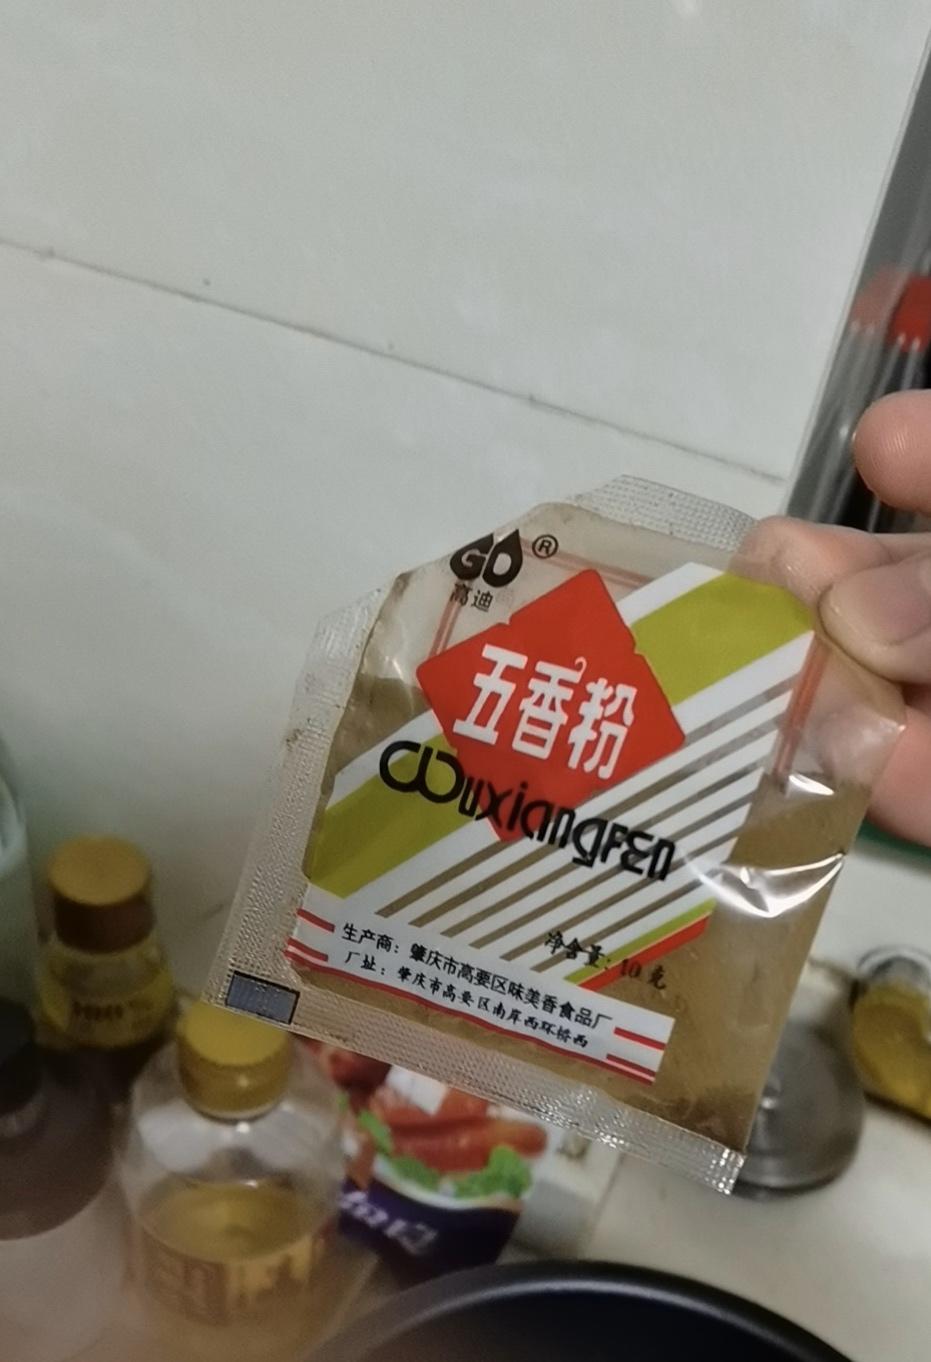 GD ®
高迪
五香粉
Wuxiangfen
净含量：10克
生产商：肇庆市高要区味美香食品厂
厂址：肇庆市高要区南岸西环桥西